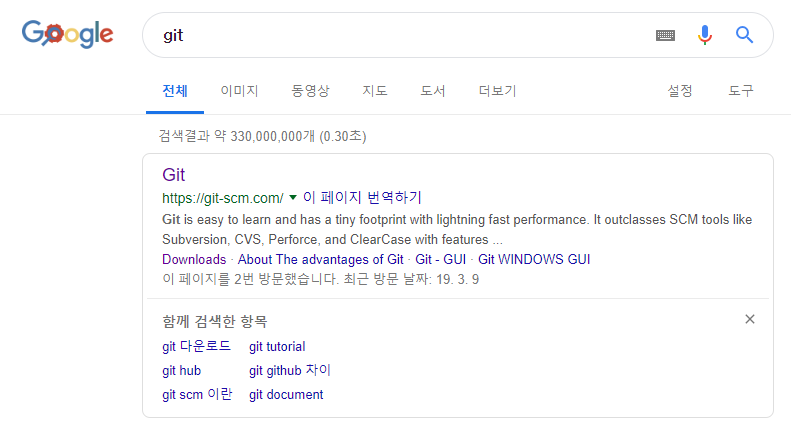 Google
git
전체 이미지 동영상 지도 도서 더보기 설정 도구
검색결과 약 330,000,000개 (0.30초)
Git
https://git-scm.com/ ▼ 이 페이지 번역하기
Git is easy to learn and has a tiny footprint with lightning fast performance. It outclasses SCM tools like
Subversion, CVS, Perforce, and ClearCase with features ...
Downloads · About The advantages of Git · Git - GUI · Git WINDOWS GUI
이 페이지를 2번 방문했습니다. 최근 방문 날짜: 19. 3. 9
함께 검색한 항목
git 다운로드 git tutorial
git hub git github 차이
git scm 이란 git document